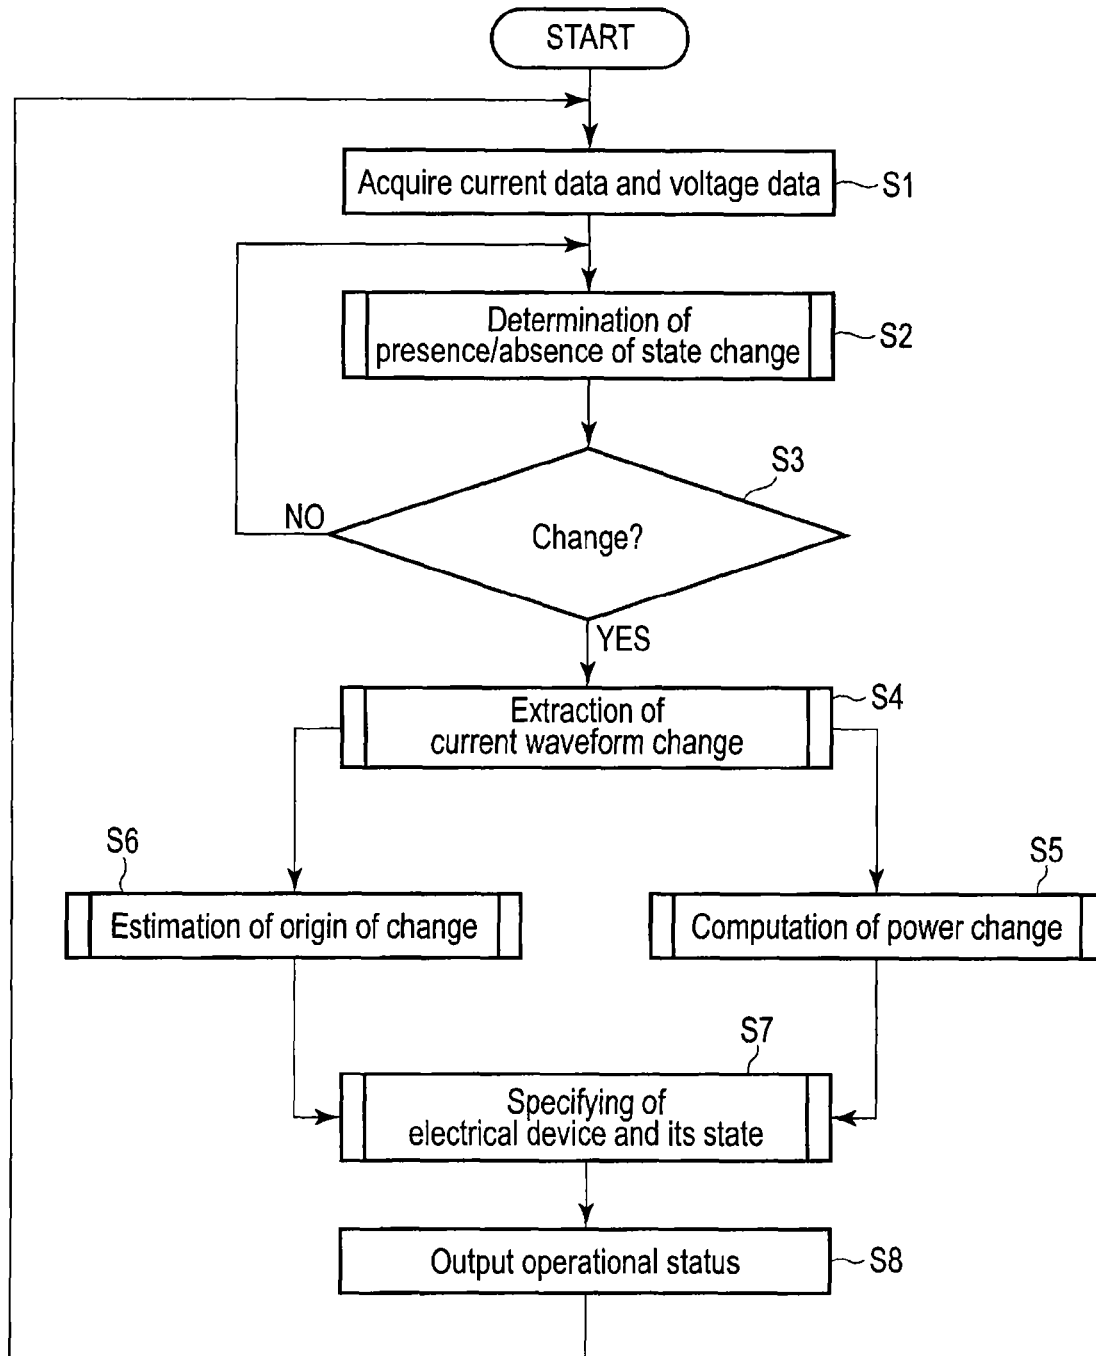 START
Acquire current data and voltage data
S1
Determination of
presence/absence of state change
S2
S3
Change?
NO
YES
Extraction of
current waveform change
S4
S6
Estimation of origin of change
S5
Computation of power change
S7
Specifying of
electrical device and its state
Output operational status
S8